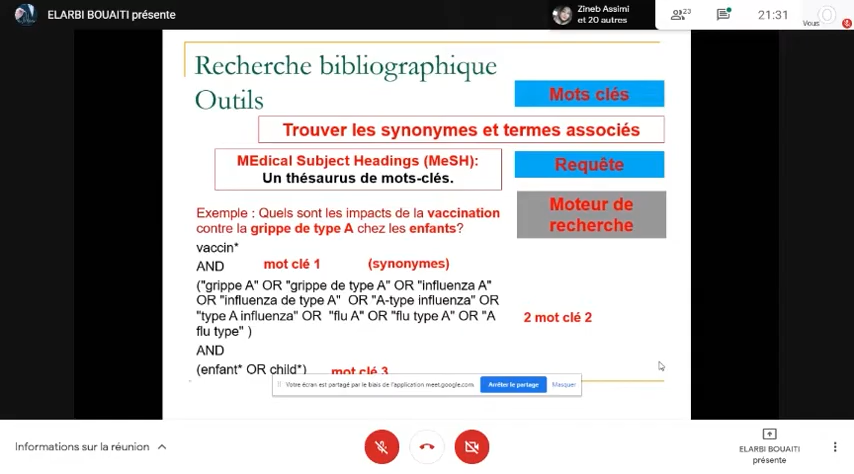 ELARBI BOUAITI présente
Zineb Assimi
et 20 autres
23
21:31
Vous
Recherche bibliographique
Outils
Mots clés
Trouver les synonymes et termes associés
MEdical Subject Headings (MeSH):
Un thésaurus de mots-clés.
Requête
Moteur de
recherche
Exemple : Quels sont les impacts de la vaccination
contre la grippe de type A chez les enfants?
vaccin*
AND mot clé 1 (synonymes)
("grippe A" OR "grippe de type A" OR "influenza A"
OR "influenza de type A" OR "A-type influenza" OR
"type A influenza" OR "flu A" OR "flu type A" OR "A
flu type" )
2 mot clé 2
AND
(enfant* OR child*) mot clé 3
Votre écran est partagé par le biais de l'application meet.google.com
Arrêter le partage
Masquer
Informations sur la réunion
ELARBI BOUAITI
présente